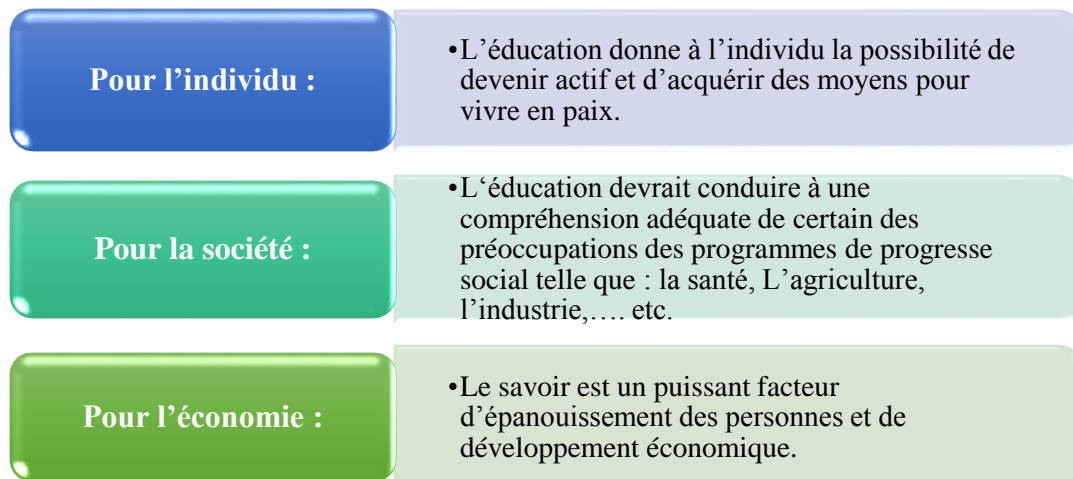 Pour l’individu :
•L’éducation donne à l’individu la possibilité de
devenir actif et d’acquérir des moyens pour
vivre en paix.
Pour la société :
•L‘éducation devrait conduire à une
compréhension adéquate de certain des
préoccupations des programmes de progresse
social telle que : la santé, L’agriculture,
l’industrie,…. etc.
Pour l’économie :
•Le savoir est un puissant facteur
d’épanouissement des personnes et de
développement économique.